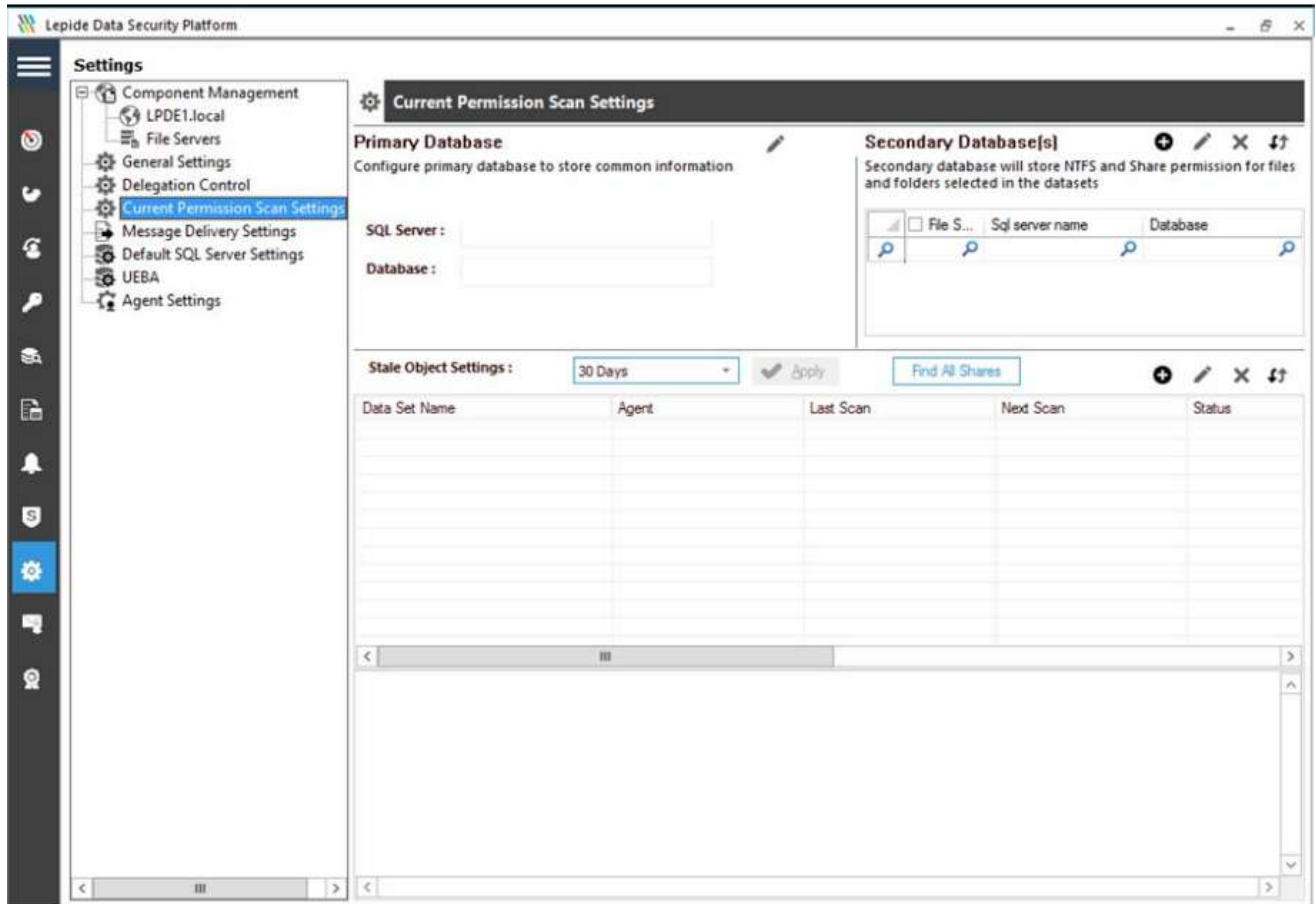 Lepide Data Security Platform
Settings
Component Management
LPDE1.local
File Servers
General Settings
Delegation Control
Current Permission Scan Settings
Message Delivery Settings
Default SQL Server Settings
UEBA
Agent Settings
Current Permission Scan Settings
Primary Database
Configure primary database to store common information
SQL Server :
Database :
Secondary Database[s]
Secondary database will store NTFS and Share permission for files
and folders selected in the datasets
File S... Sql server name Database
Stale Object Settings : 30 Days Apply Find All Shares
Data Set Name Agent Last Scan Next Scan Status